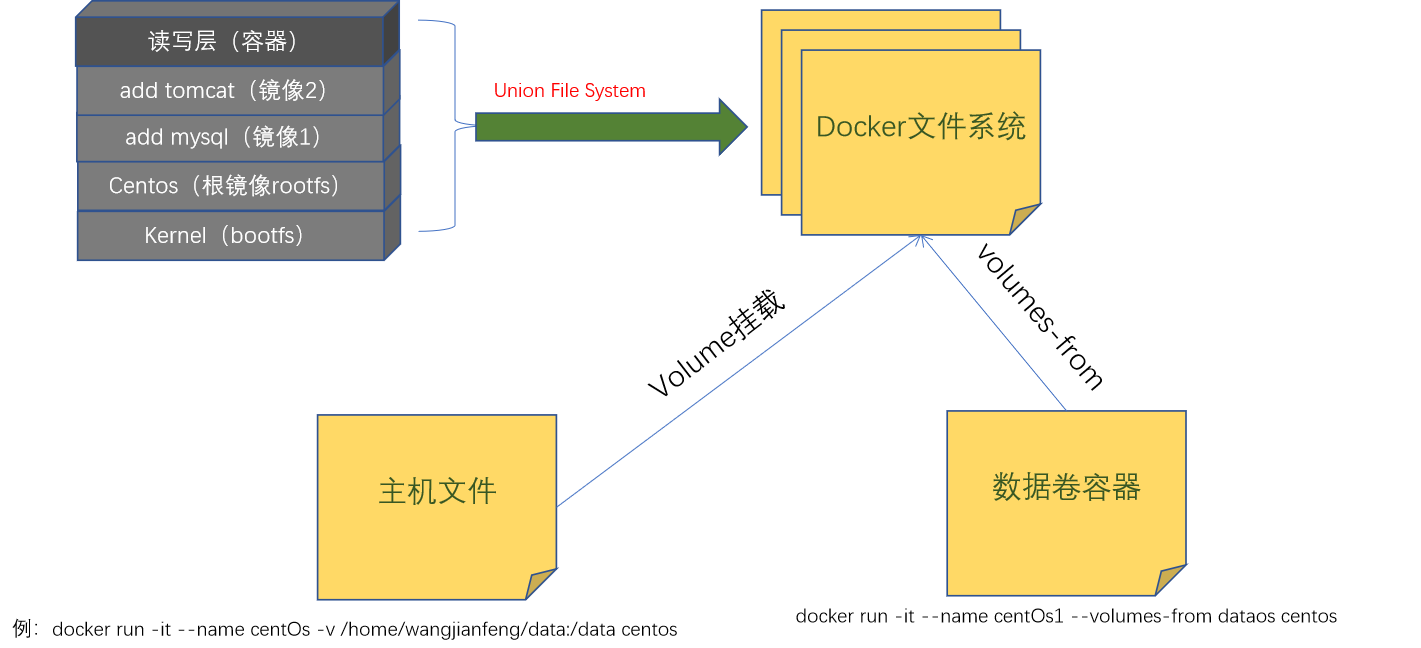 读写层（容器）
add tomcat（镜像2）
add mysql（镜像1）
Centos（根镜像rootfs）
Kernel（bootfs）
Union File System
Docker文件系统
Volume挂载
volumes-from
主机文件
数据卷容器
例：docker run -it --name centOs -v /home/wangjianfeng/data:/data centos
docker run -it --name centOs1 --volumes-from dataos centos